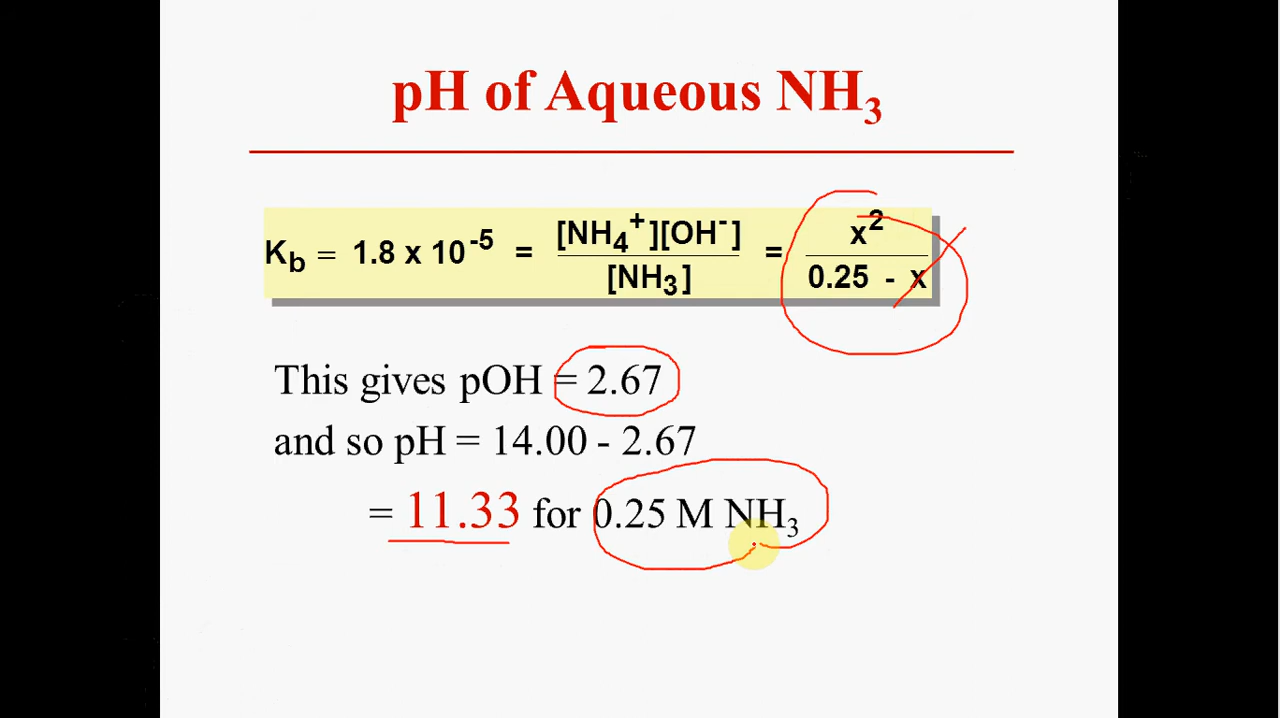 pH of Aqueous NH₃
K_b = 1.8 x 10⁻⁵ = [NH₄⁺][OH⁻] / [NH₃] = x² / 0.25 - x
This gives pOH = 2.67
and so pH = 14.00 - 2.67
= 11.33 for 0.25 M NH₃